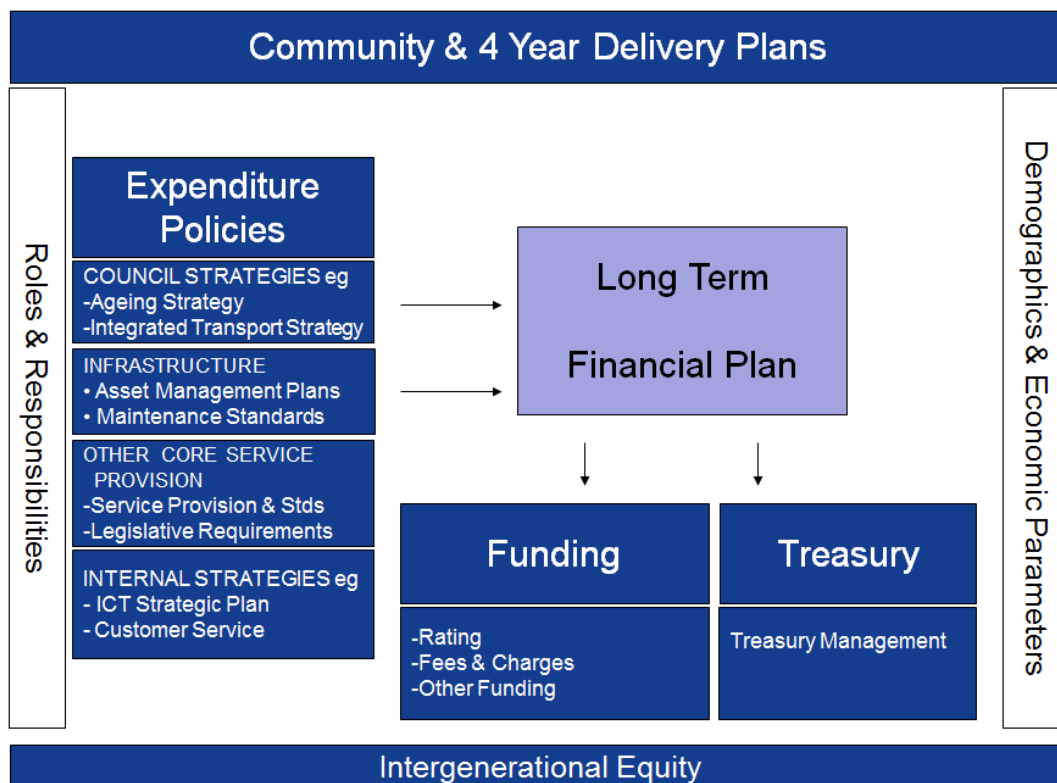 Community & 4 Year Delivery Plans
Roles & Responsibilities
Expenditure
Policies
COUNCIL STRATEGIES eg
-Ageing Strategy
-Integrated Transport Strategy
INFRASTRUCTURE
• Asset Management Plans
• Maintenance Standards
OTHER CORE SERVICE
PROVISION
-Service Provision & Stds
-Legislative Requirements
INTERNAL STRATEGIES eg
- ICT Strategic Plan
- Customer Service
Long Term
Financial Plan
Funding
-Rating
-Fees & Charges
-Other Funding
Treasury
Treasury Management
Demographics & Economic Parameters
Intergenerational Equity